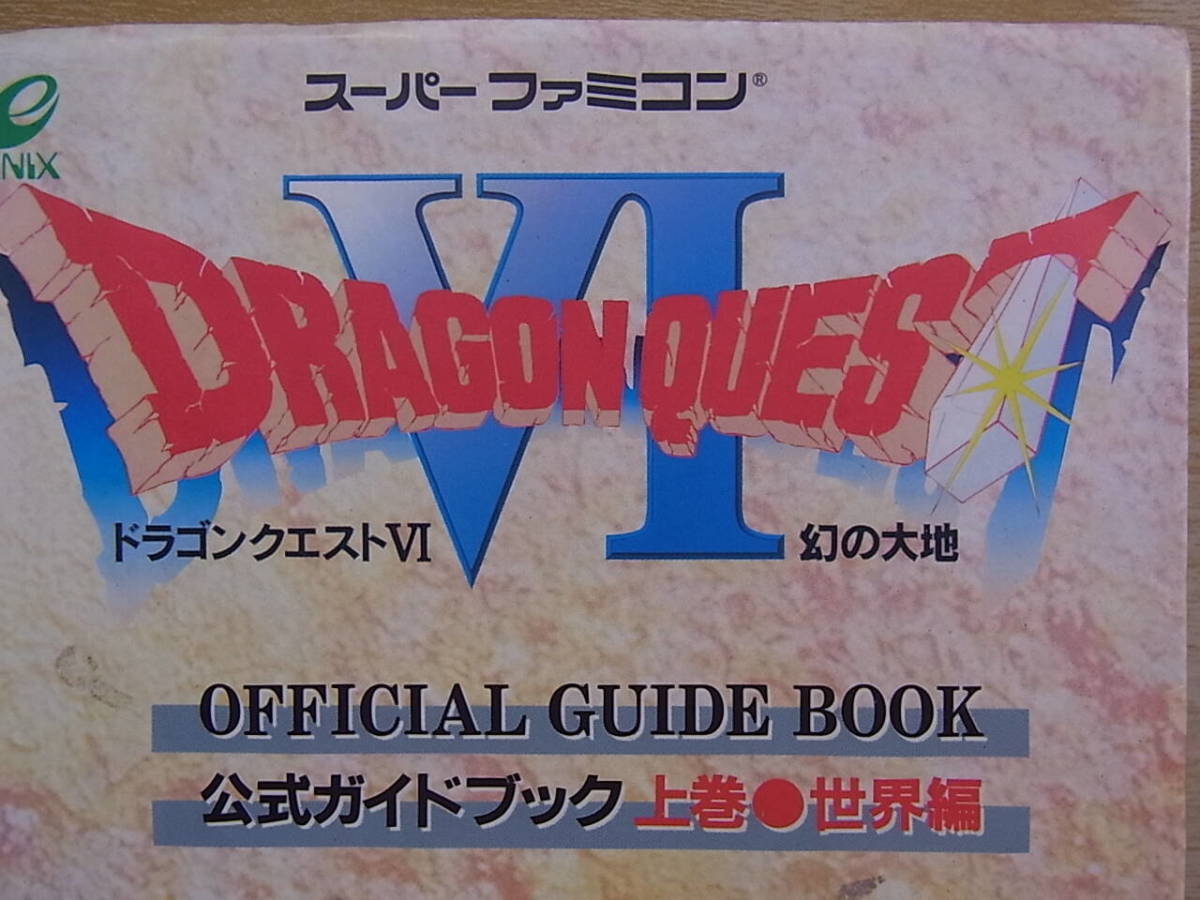 スーパーファミコン®
NIX
VI
DRAGON QUEST
ドラゴンクエストVI 幻の大地
OFFICIAL GUIDE BOOK
公式ガイドブック 上巻●世界編